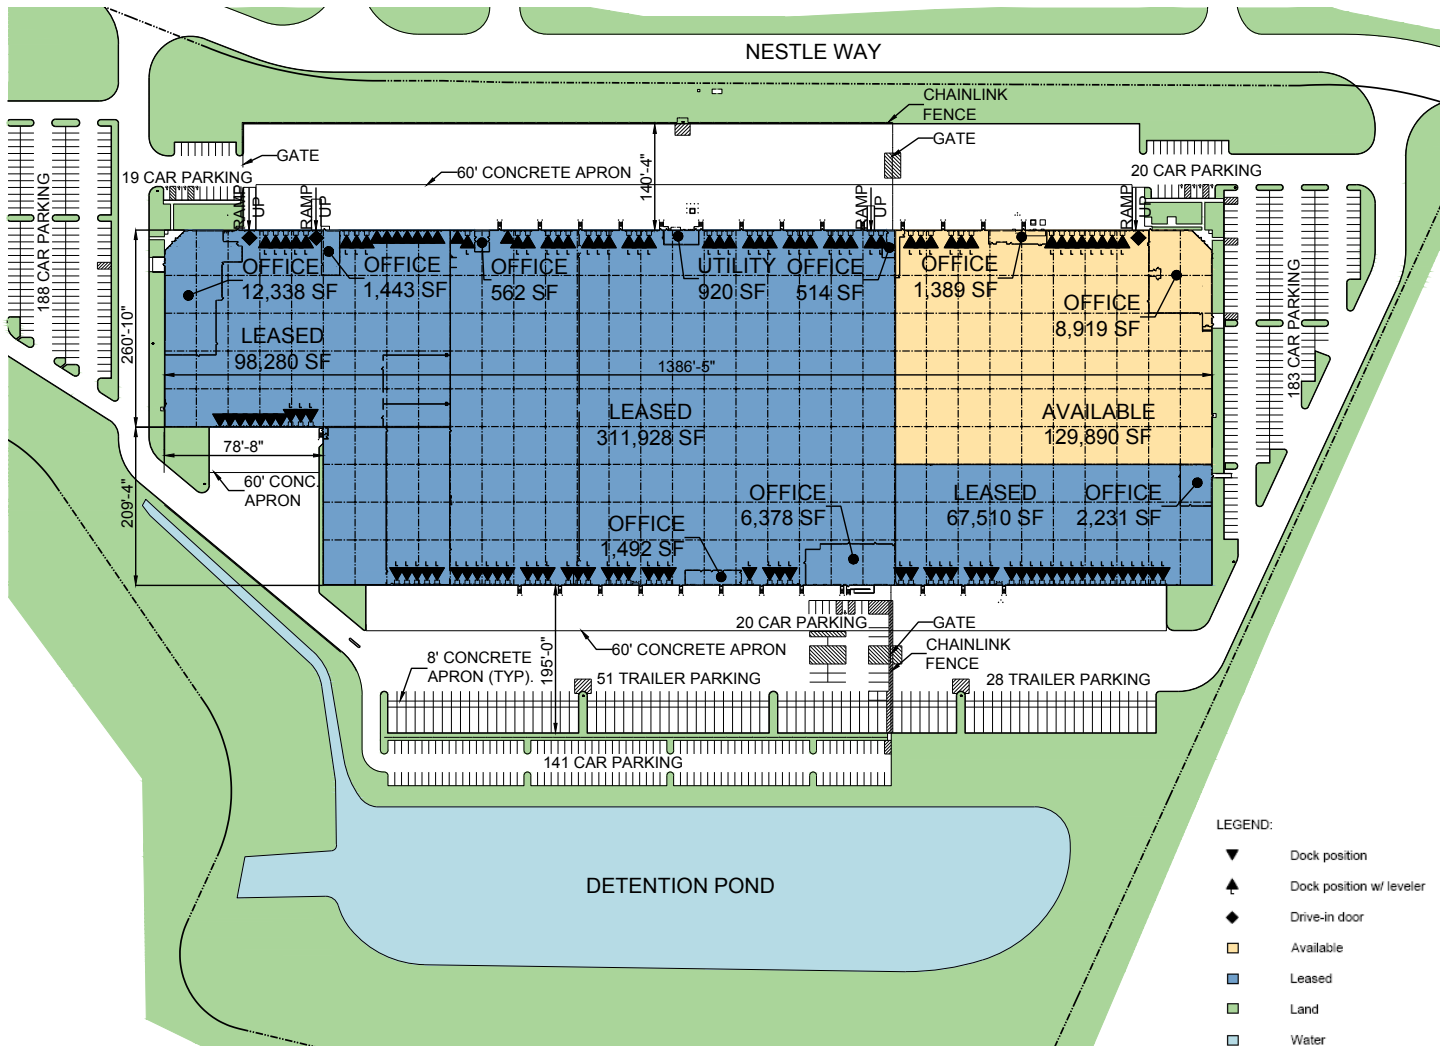 NESTLE WAY
CHAINLINK
FENCE
GATE
GATE
60' CONCRETE APRON
140'-4"
19 CAR PARKING
20 CAR PARKING
188 CAR PARKING
RAMP
UP
RAMP
UP
RAMP
UP
RAMP
UP
OFFICE
12,338 SF
OFFICE
1,443 SF
OFFICE
562 SF
UTILITY
920 SF
OFFICE
514 SF
OFFICE
1,389 SF
OFFICE
8,919 SF
260'-10"
LEASED
98,280 SF
1386'-5"
183 CAR PARKING
LEASED
311,928 SF
AVAILABLE
129,890 SF
78'-8"
60' CONC.
APRON
209'-4"
OFFICE
6,378 SF
LEASED
67,510 SF
OFFICE
2,231 SF
OFFICE
1,492 SF
20 CAR PARKING
GATE
60' CONCRETE APRON
CHAINLINK
FENCE
8' CONCRETE
APRON (TYP).
195'-0"
51 TRAILER PARKING
28 TRAILER PARKING
141 CAR PARKING
DETENTION POND
LEGEND:
Dock position
Dock position w/ leveler
Drive-in door
Available
Leased
Land
Water